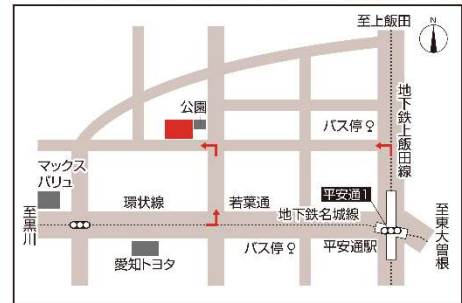 至上飯田
N
地下鉄上飯田線
公園
バス停
マックス
バリュ
平安通1
環状線
若葉通
地下鉄名城線
至黒川
至東大曽根
愛知トヨタ
バス停
平安通駅